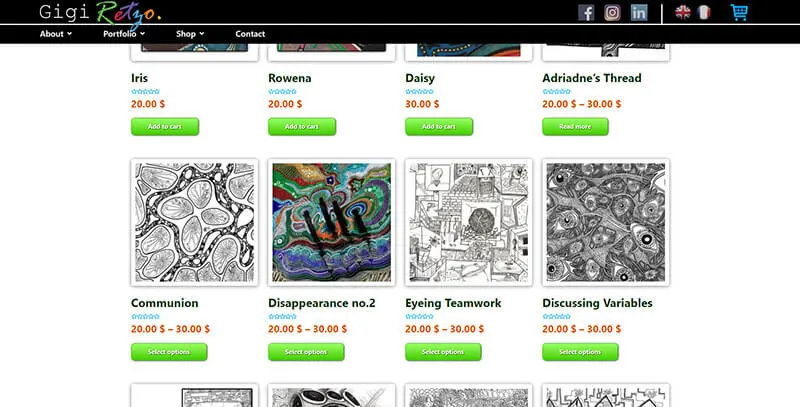 Gigi Retzo.
About Portfolio Shop Contact
Iris Rowena Daisy Adriadne's Thread
20.00 $ 20.00 $ 30.00 $ 20.00 $ – 30.00 $
Add to cart Add to cart Add to cart Read more
Communion Disappearance no.2 Eyeing Teamwork Discussing Variables
20.00 $ – 30.00 $ 20.00 $ – 30.00 $ 20.00 $ – 30.00 $ 20.00 $ – 30.00 $
Select options Select options Select options Select options